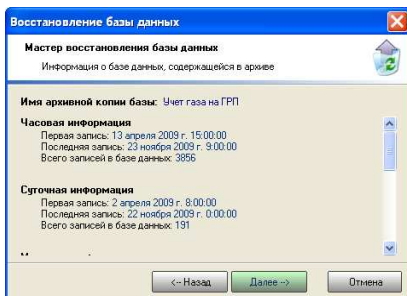 Восстановление базы данных
Мастер восстановления базы данных
Информация о базе данных, содержащейся в архиве
Имя архивной копии базы: Учет газа на ГРП
Часовая информация
Первая запись: 13 апреля 2009 г. 15:00:00
Последняя запись: 23 ноября 2009 г. 9:00:00
Всего записей в базе данных: 3856
Суточная информация
Первая запись: 2 апреля 2009 г. 8:00:00
Последняя запись: 22 ноября 2009 г. 0:00:00
Всего записей в базе данных: 191
<-- Назад
Далее -->
Отмена